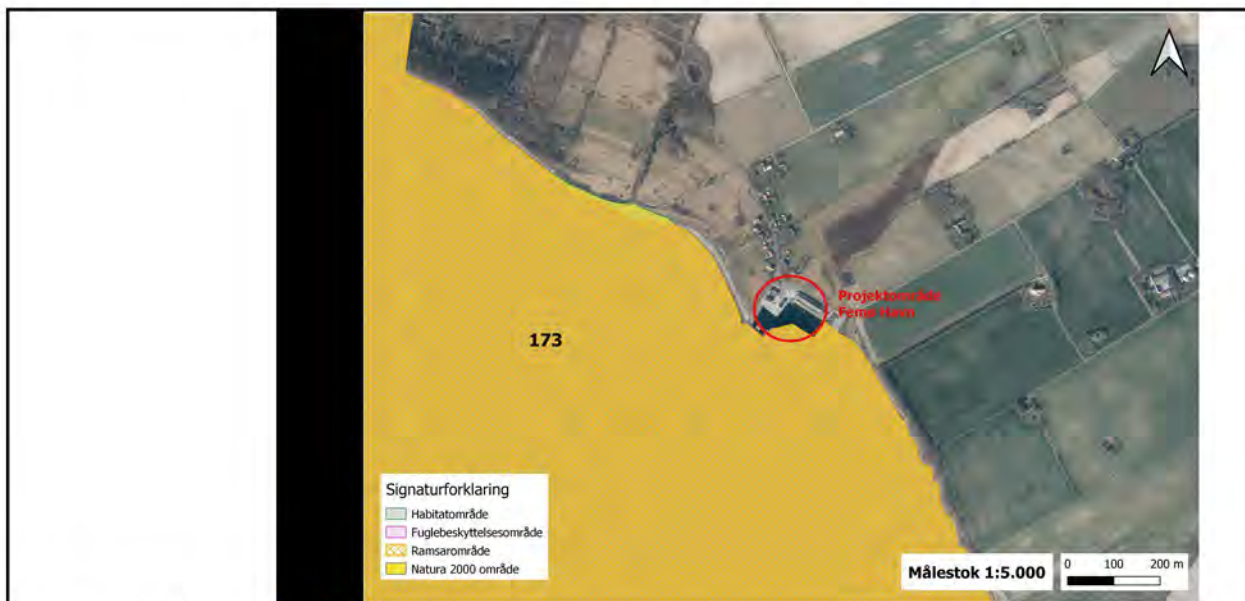 Projektområde
Femø Havn
173
Signaturforklaring
Habitatområde
Fuglebeskyttelsesområde
Ramsarområde
Natura 2000 område
Målestok 1:5.000
0 100 200 m